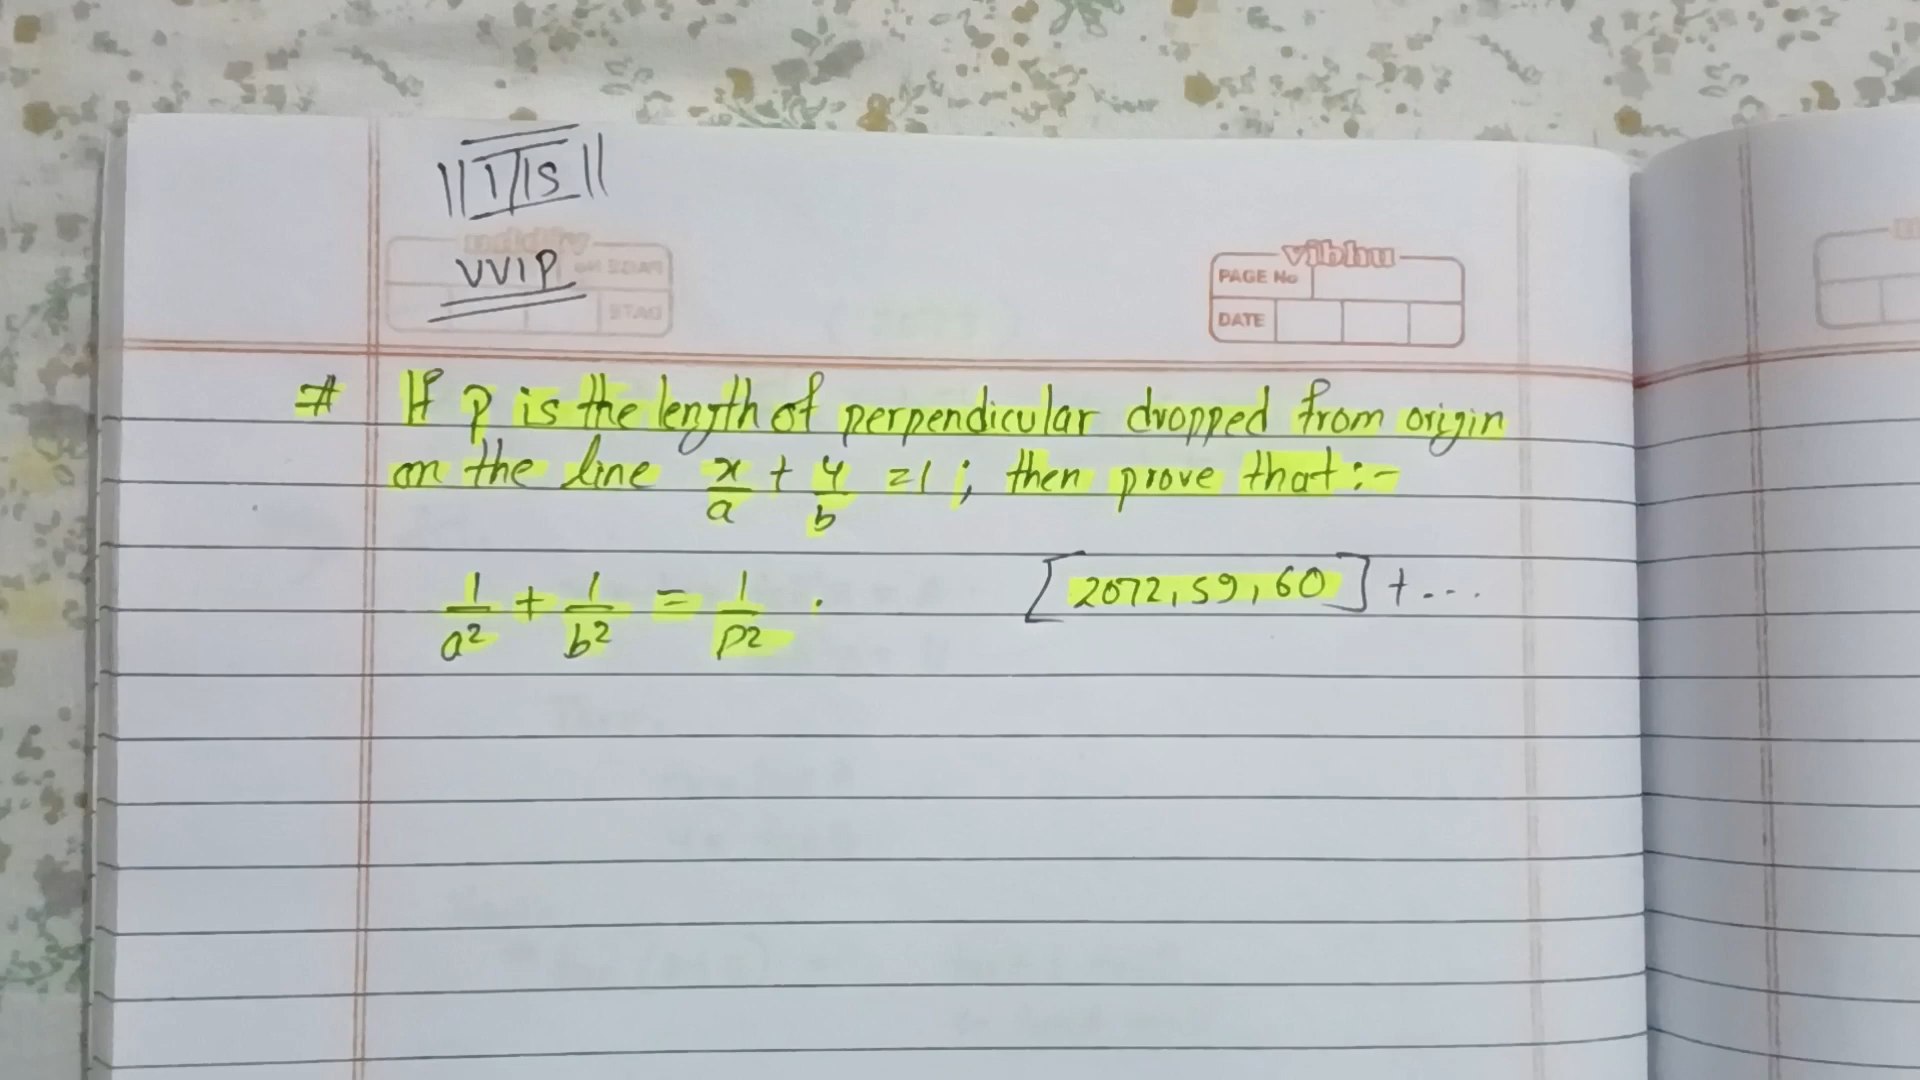 ||1/1S||
VVIP
vibhu
PAGE No
DATE
# If P is the length of perpendicular dropped from origin
on the line x/a + y/b = 1; then prove that:-
1/a² + 1/b² = 1/P².
[2072, 59, 60] + ...